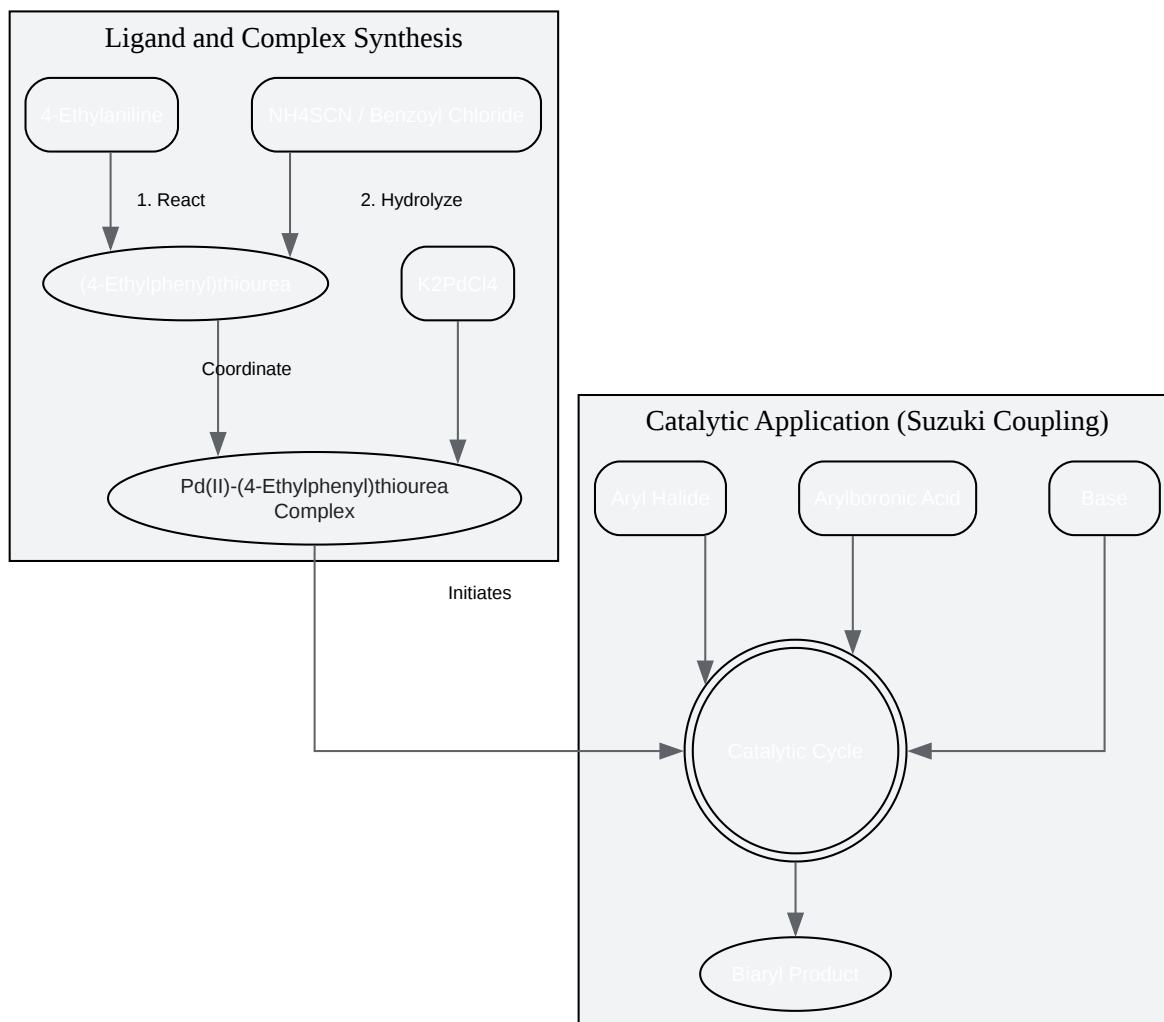 Ligand and Complex Synthesis
4-Ethylaniline
NH4SCN / Benzoyl Chloride
1. React
2. Hydrolyze
(4-Ethylphenyl)thiourea
K2PdCl4
Coordinate
Pd(II)-(4-Ethylphenyl)thiourea
Complex
Initiates
Catalytic Application (Suzuki Coupling)
Aryl Halide
Arylboronic Acid
Base
Catalytic Cycle
Biaryl Product